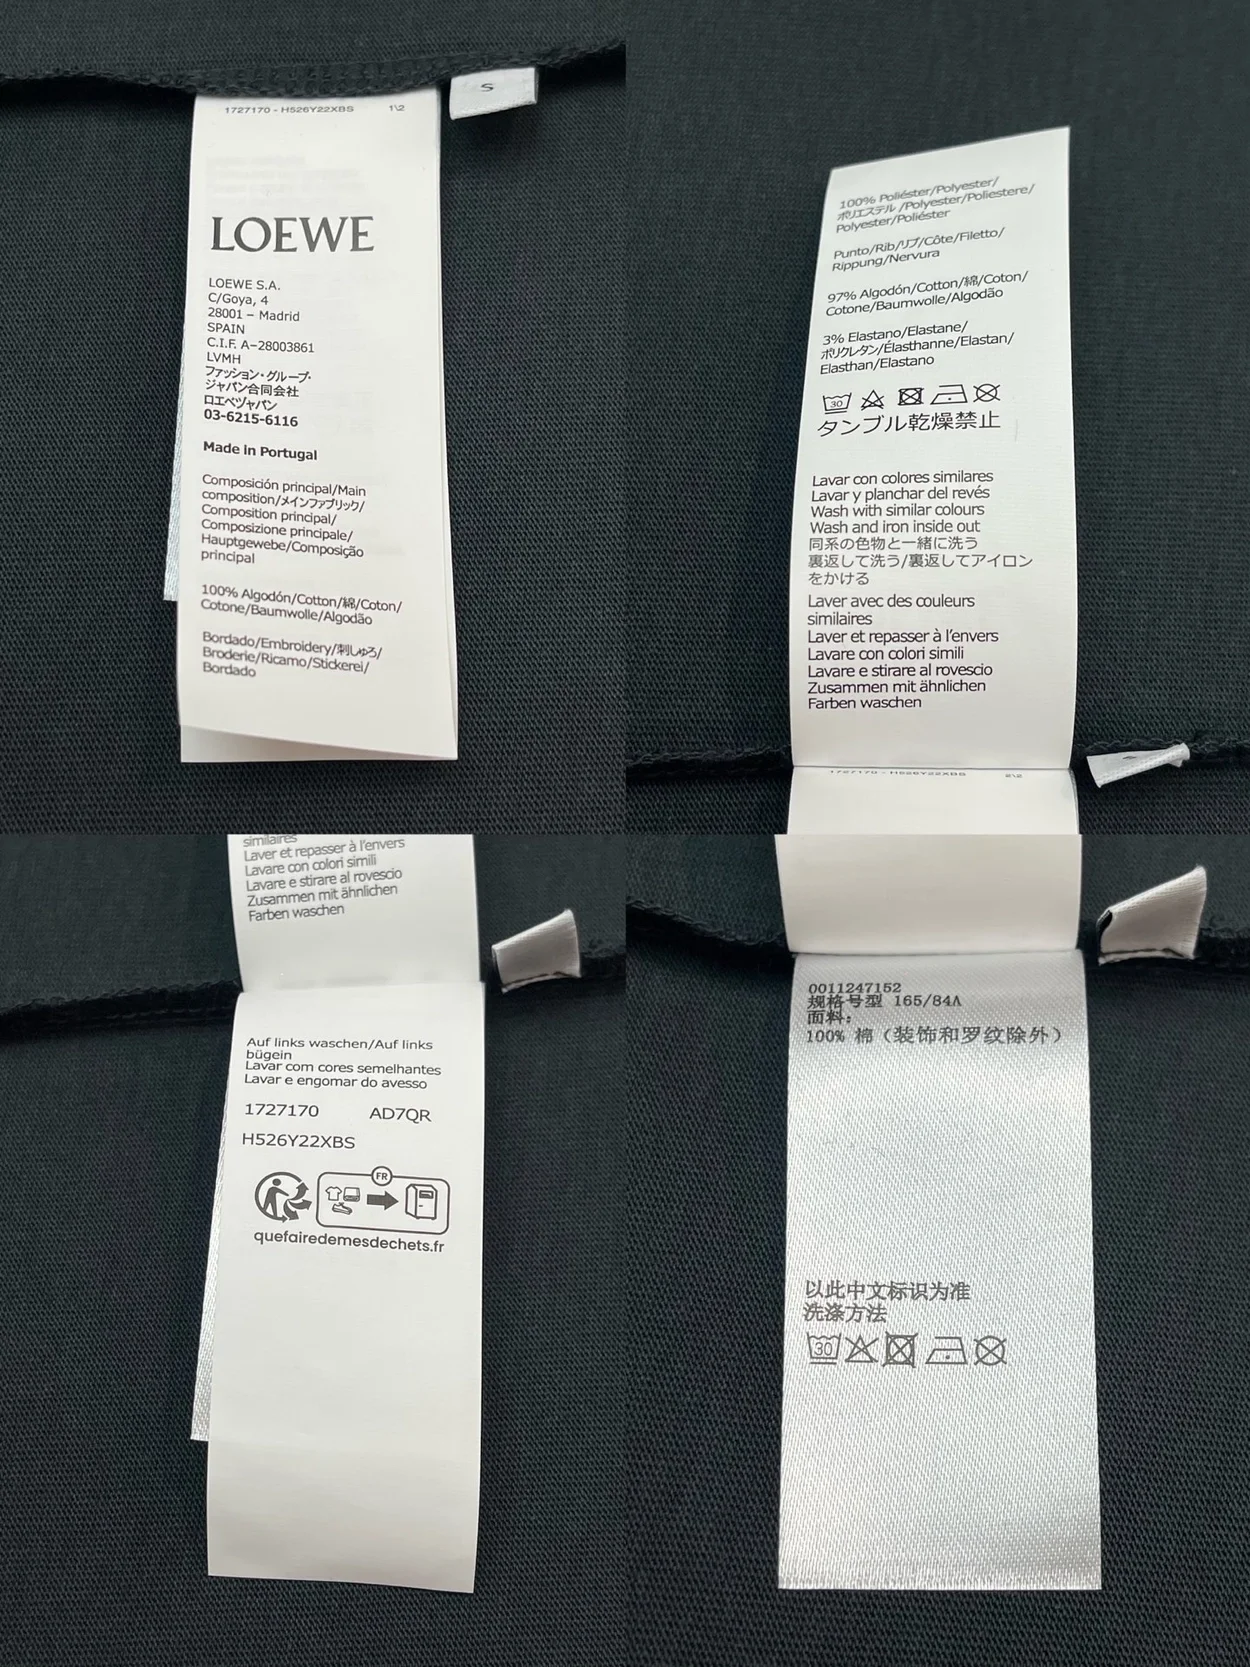 1727170 - H526Y22XBS 1\2
S
LOEWE
LOEWE S.A.
C/Goya, 4
28001 – Madrid
SPAIN
C.I.F. A-28003861
LVMH
ファッション・グループ・
ジャパン合同会社
ロエベジャパン
03-6215-6116
Made in Portugal
Composición principal/Main
composition/メインファブリック/
Composition principal/
Composizione principale/
Hauptgewebe/Composição
principal
100% Algodón/Cotton/綿/Coton/
Cotone/Baumwolle/Algodão
Bordado/Embroidery/刺しゅう/
Broderie/Ricamo/Stickerei/
Bordado
100% Poliéster/Polyester/
ポリエステル /Polyester/Poliestere/
Polyester/Poliéster
Punto/Rib/リブ/Côte/Filetto/
Rippung/Nervura
97% Algodón/Cotton/綿/Coton/
Cotone/Baumwolle/Algodão
3% Elastano/Elastane/
ポリウレタン/Élasthanne/Elastan/
Elasthan/Elastano
30
タンブル乾燥禁止
Lavar con colores similares
Lavar y planchar del revés
Wash with similar colours
Wash and iron inside out
同系の色物と一緒に洗う
裏返して洗う/裏返してアイロン
をかける
Laver avec des couleurs
similaires
Laver et repasser à l'envers
Lavare con colori simili
Lavare e stirare al rovescio
Zusammen mit ähnlichen
Farben waschen
1727170 - H526Y22XBS 2\2
similaires
Laver et repasser à l'envers
Lavare con colori simili
Lavare e stirare al rovescio
Zusammen mit ähnlichen
Farben waschen
Auf links waschen/Auf links
bügeln
Lavar com cores semelhantes
Lavar e engomar do avesso
1727170 AD7QR
H526Y22XBS
FR
quefairedemesdechets.fr
0011247152
规格号型 165/84A
面料:
100% 棉（装饰和罗纹除外）
以此中文标识为准
洗涤方法
30